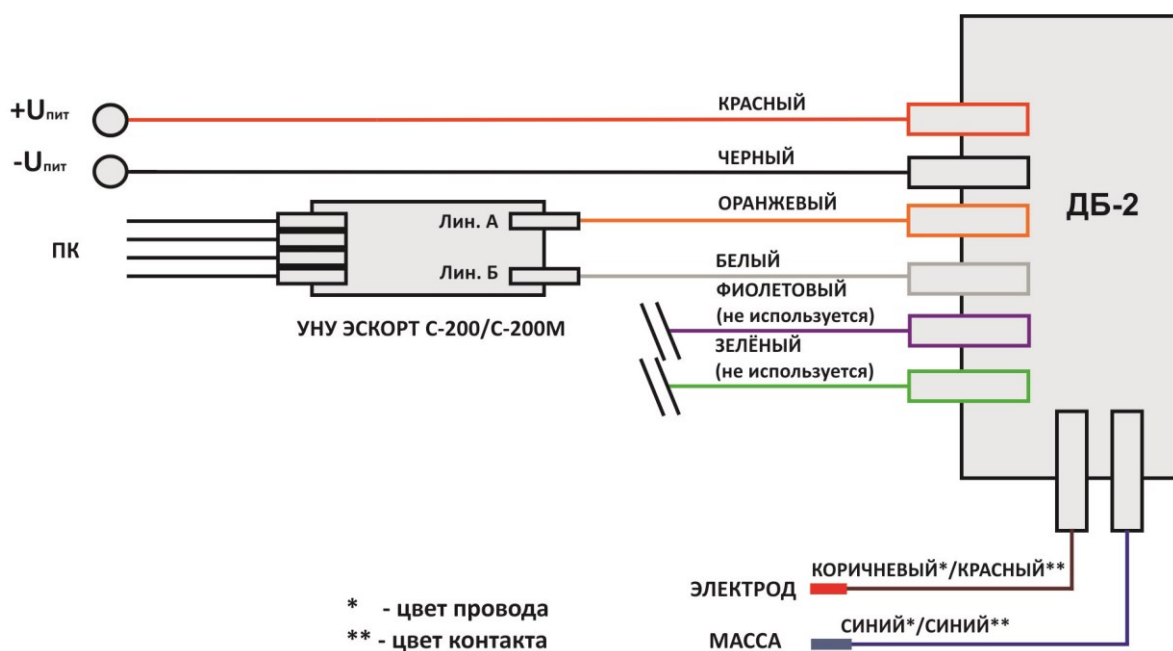 +Uпит
КРАСНЫЙ
-Uпит
ЧЕРНЫЙ
ДБ-2
ОРАНЖЕВЫЙ
Лин. А
ПК
БЕЛЫЙ
Лин. Б
ФИОЛЕТОВЫЙ
(не используется)
УНУ ЭСКОРТ С-200/С-200М
ЗЕЛЁНЫЙ
(не используется)
КОРИЧНЕВЫЙ*/КРАСНЫЙ**
ЭЛЕКТРОД
* - цвет провода
СИНИЙ*/СИНИЙ**
** - цвет контакта
МАССА